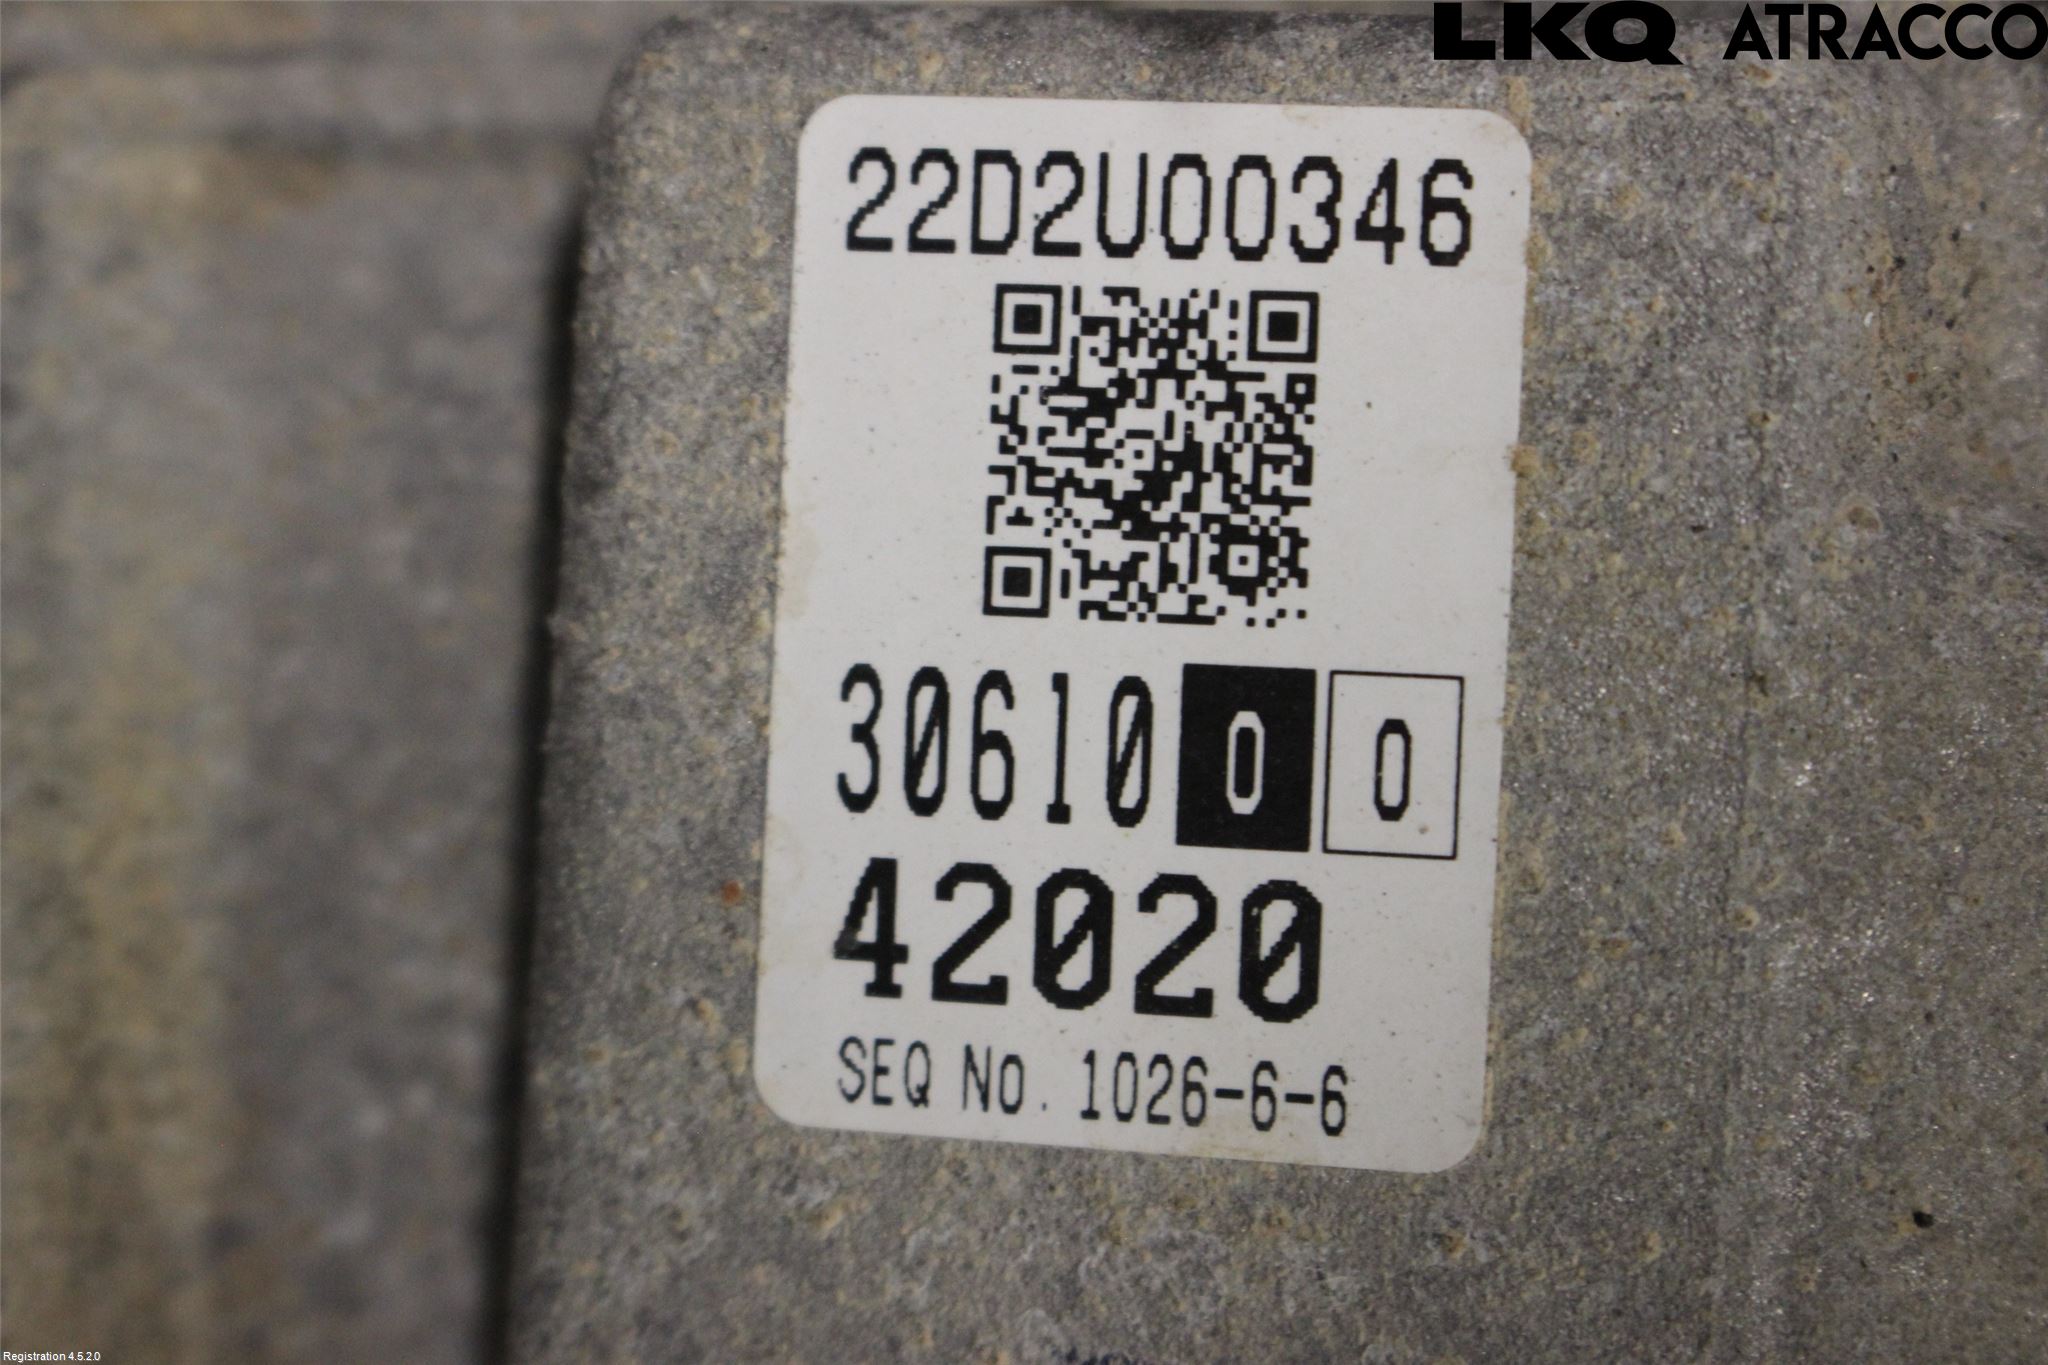 LKQ ATRACCO
22D2U00346
30610 0 0
42020
SEQ No. 1026-6-6
Registration 4.5.2.0